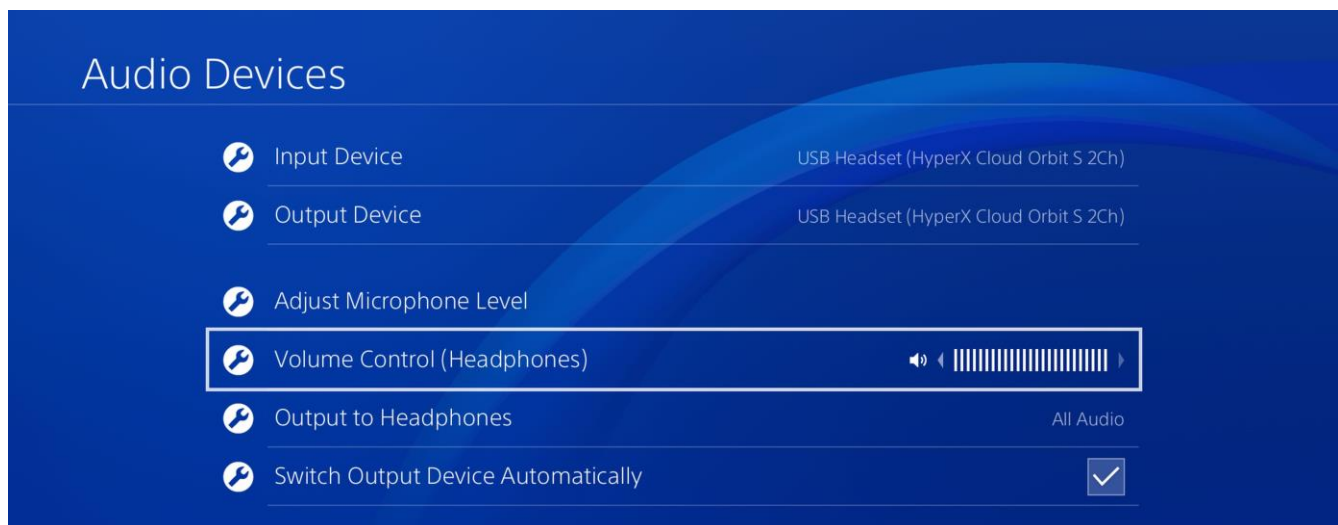 Audio Devices
Input Device USB Headset (HyperX Cloud Orbit S 2Ch)
Output Device USB Headset (HyperX Cloud Orbit S 2Ch)
Adjust Microphone Level
Volume Control (Headphones)
Output to Headphones All Audio
Switch Output Device Automatically